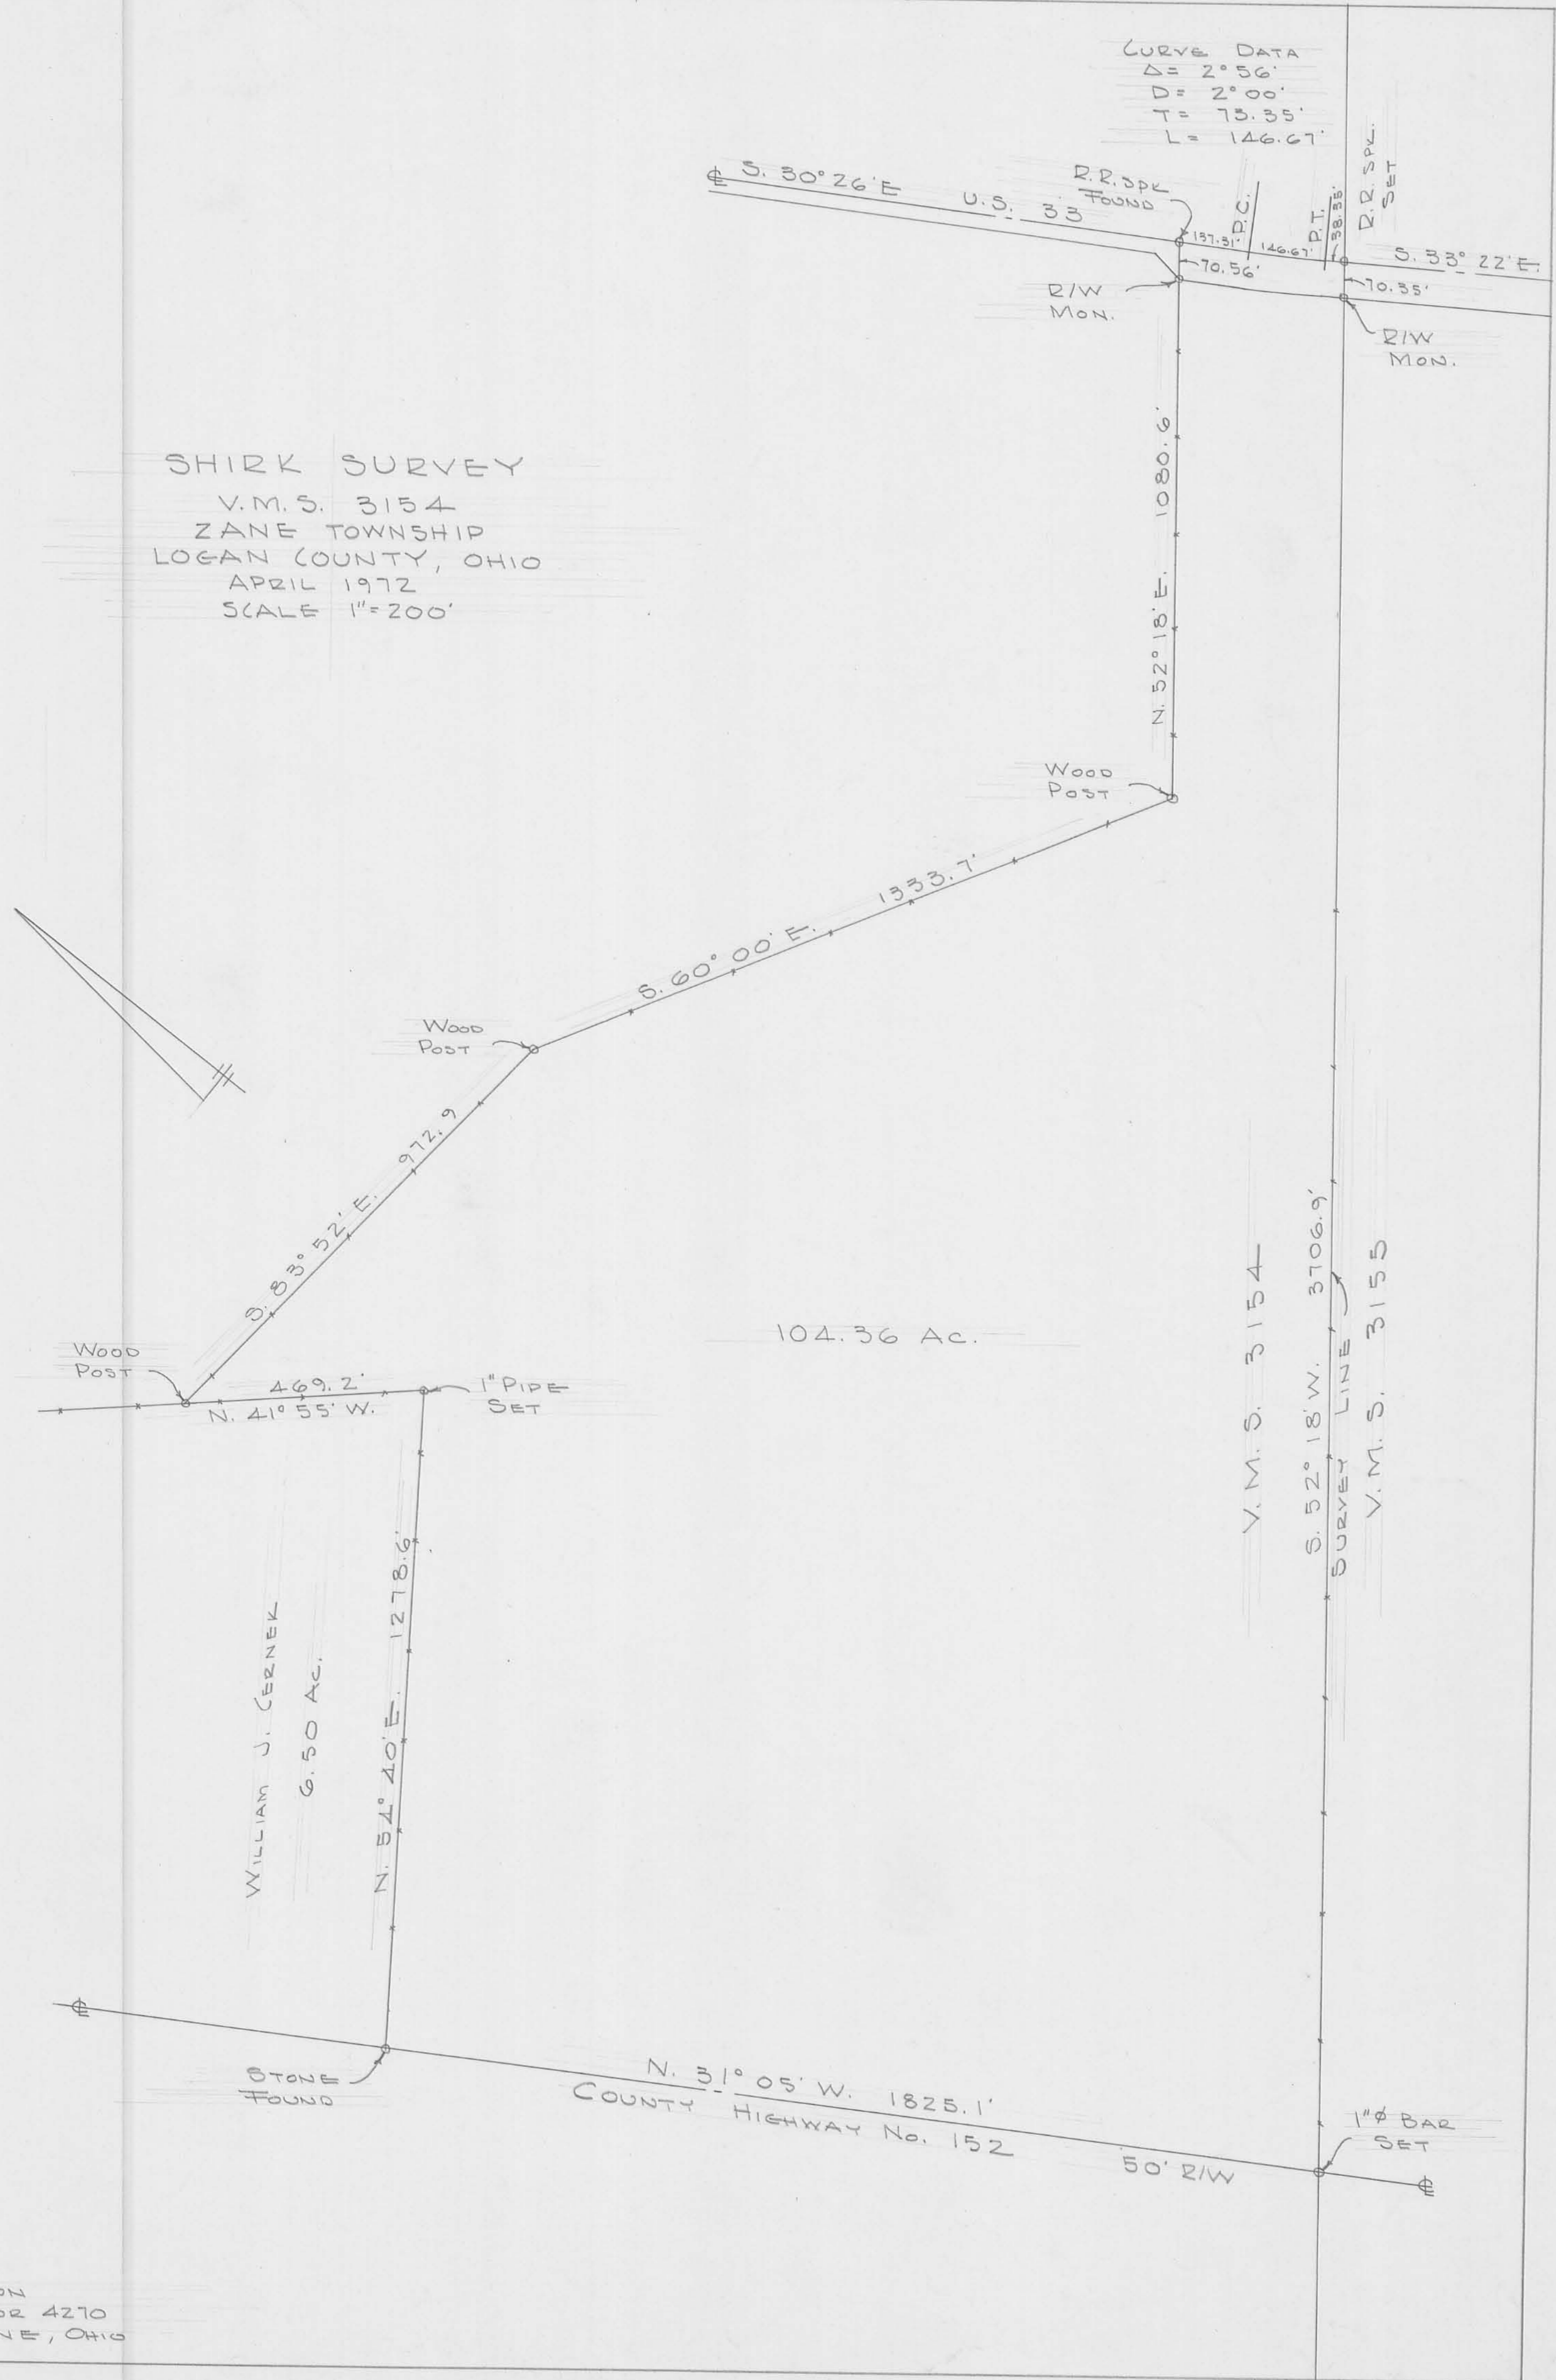 CURVE DATA
Δ= 2°56'
D= 2°00'
T= 73.35'
L= 146.67'
℄ S. 30°26'E
U.S. 33
R.R. SPK
FOUND
137.31'
P.C.
146.67'
P.T.
38.35'
R.R. SPK.
SET
S. 33° 22'E.
70.56'
70.35'
R/W
MON.
R/W
MON.
SHIRK SURVEY
V.M.S. 3154
ZANE TOWNSHIP
LOGAN COUNTY, OHIO
APRIL 1972
SCALE 1"=200'
N. 52° 18' E. 1080.6'
WOOD
POST
S. 60° 00' E. 1333.7'
WOOD
POST
S. 83° 52' E. 972.9
WOOD
POST
469.2'
N. 41° 55' W.
1" PIPE
SET
104.36 AC.
V.M.S. 3154
S. 52° 18' W. 3706.9'
SURVEY LINE
V.M.S. 3155
WILLIAM J. CERNEK
6.50 AC.
N. 54° 40' E. 1278.6'
℄
STONE
FOUND
N. 31° 05' W. 1825.1'
COUNTY HIGHWAY NO. 152
50' R/W
1"Ø BAR
SET
℄
ON
OR 4270
NE, OHIO